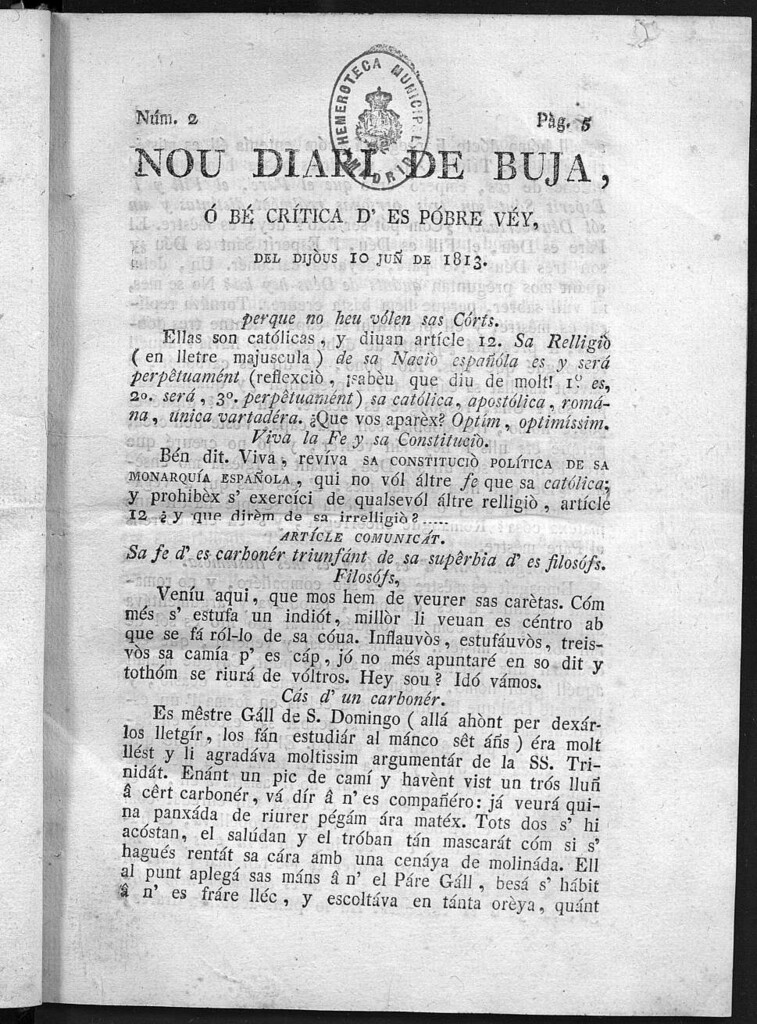 HEMEROTECA MUNICIPAL
MADRID
Núm. 2 Pàg. 5
NOU DIARI DE BUJA,
Ó BÉ CRÍTICA D' ES PÓBRE VÉY,
DEL DIJÒUS 10 JUÑ DE 1813.
perque no heu vólen sas Córts.
Ellas son católicas, y diuan artícle 12. Sa Relligiò
( en lletre majuscula ) de sa Naciò españóla es y será
perpêtuamént (reflexciò, ¡sabèu que diu de molt! 1º. es,
2º. será, 3º. perpêtuamént) sa católica, apostólica, romá-
na, única vartadéra. ¿Que vos aparèx? Optim, optimíssim.
Viva la Fe y sa Constituciò.
Bén dit. Viva, revíva SA CONSTITUCIÒ POLÍTICA DE SA
MONARQUÍA ESPAÑOLA, qui no vól áltre fe que sa católica;
y prohibèx s' exercíci de qualsevól áltre relligiò, artícle
12 ¿ y que dirèm de sa irrelligiò? .....
ARTÍCLE COMUNICÁT.
Sa fe d' es carbonér triunfánt de sa supêrbia d' es filosófs.
Filosófs,
Veníu aqui, que mos hem de veurer sas carètas. Cóm
més s' estufa un indiót, millòr li veuan es céntro ab
que se fá ról-lo de sa cóua. Inflauvòs, estufáuvòs, treis-
vòs sa camía p' es cáp, jó no més apuntaré en so dit y
tothóm se riurá de vóltros. Hey sou? Idó vámos.
Cás d' un carbonér.
Es mêstre Gáll de S. Domingo ( allá ahònt per dexár-
los lletgír, los fán estudiár al mánco sêt áñs ) éra molt
llést y li agradáva moltissim argumentár de la SS. Tri-
nidát. Enánt un pic de camí y havènt vist un trós lluñ
â cêrt carbonér, vá dír â n' es compañéro: já veurá qui-
na panxáda de riurer pégám ára matéx. Tots dos s' hi
acóstan, el salúdan y el tróban tán mascarát cóm si s'
hagués rentát sa cára amb una cenáya de molináda. Ell
al punt aplegá sas máns â n' el Páre Gáll, besá s' hábit
â n' es fráre lléc, y escoltáva en tánta orèya, quánt